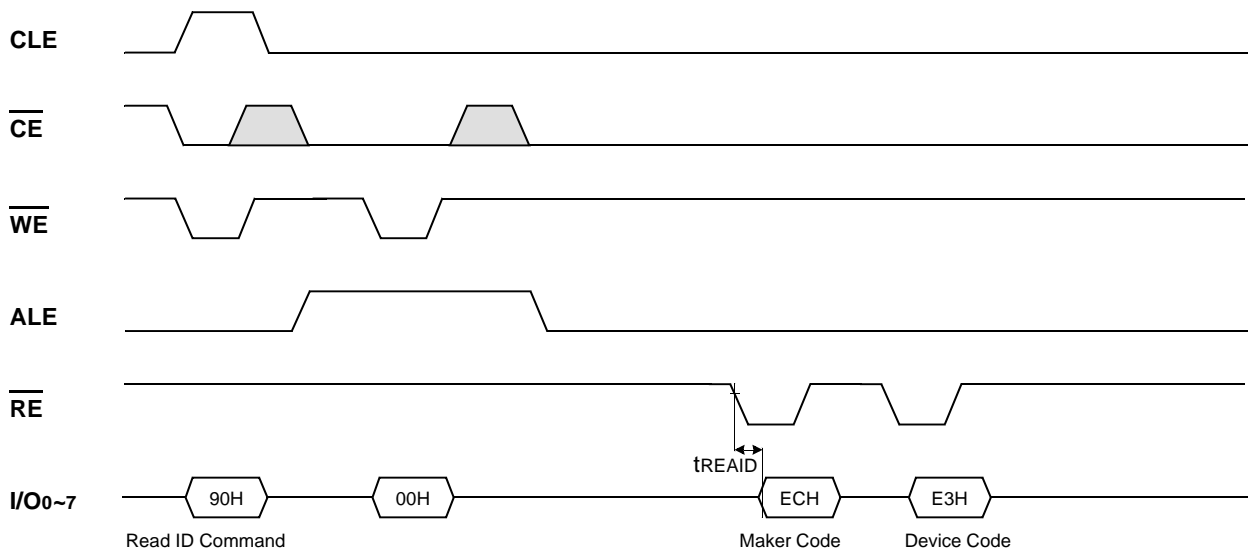 CLE
CE
WE
ALE
RE
tREAID
I/O0~7
90H
00H
ECH
E3H
Read ID Command
Maker Code
Device Code